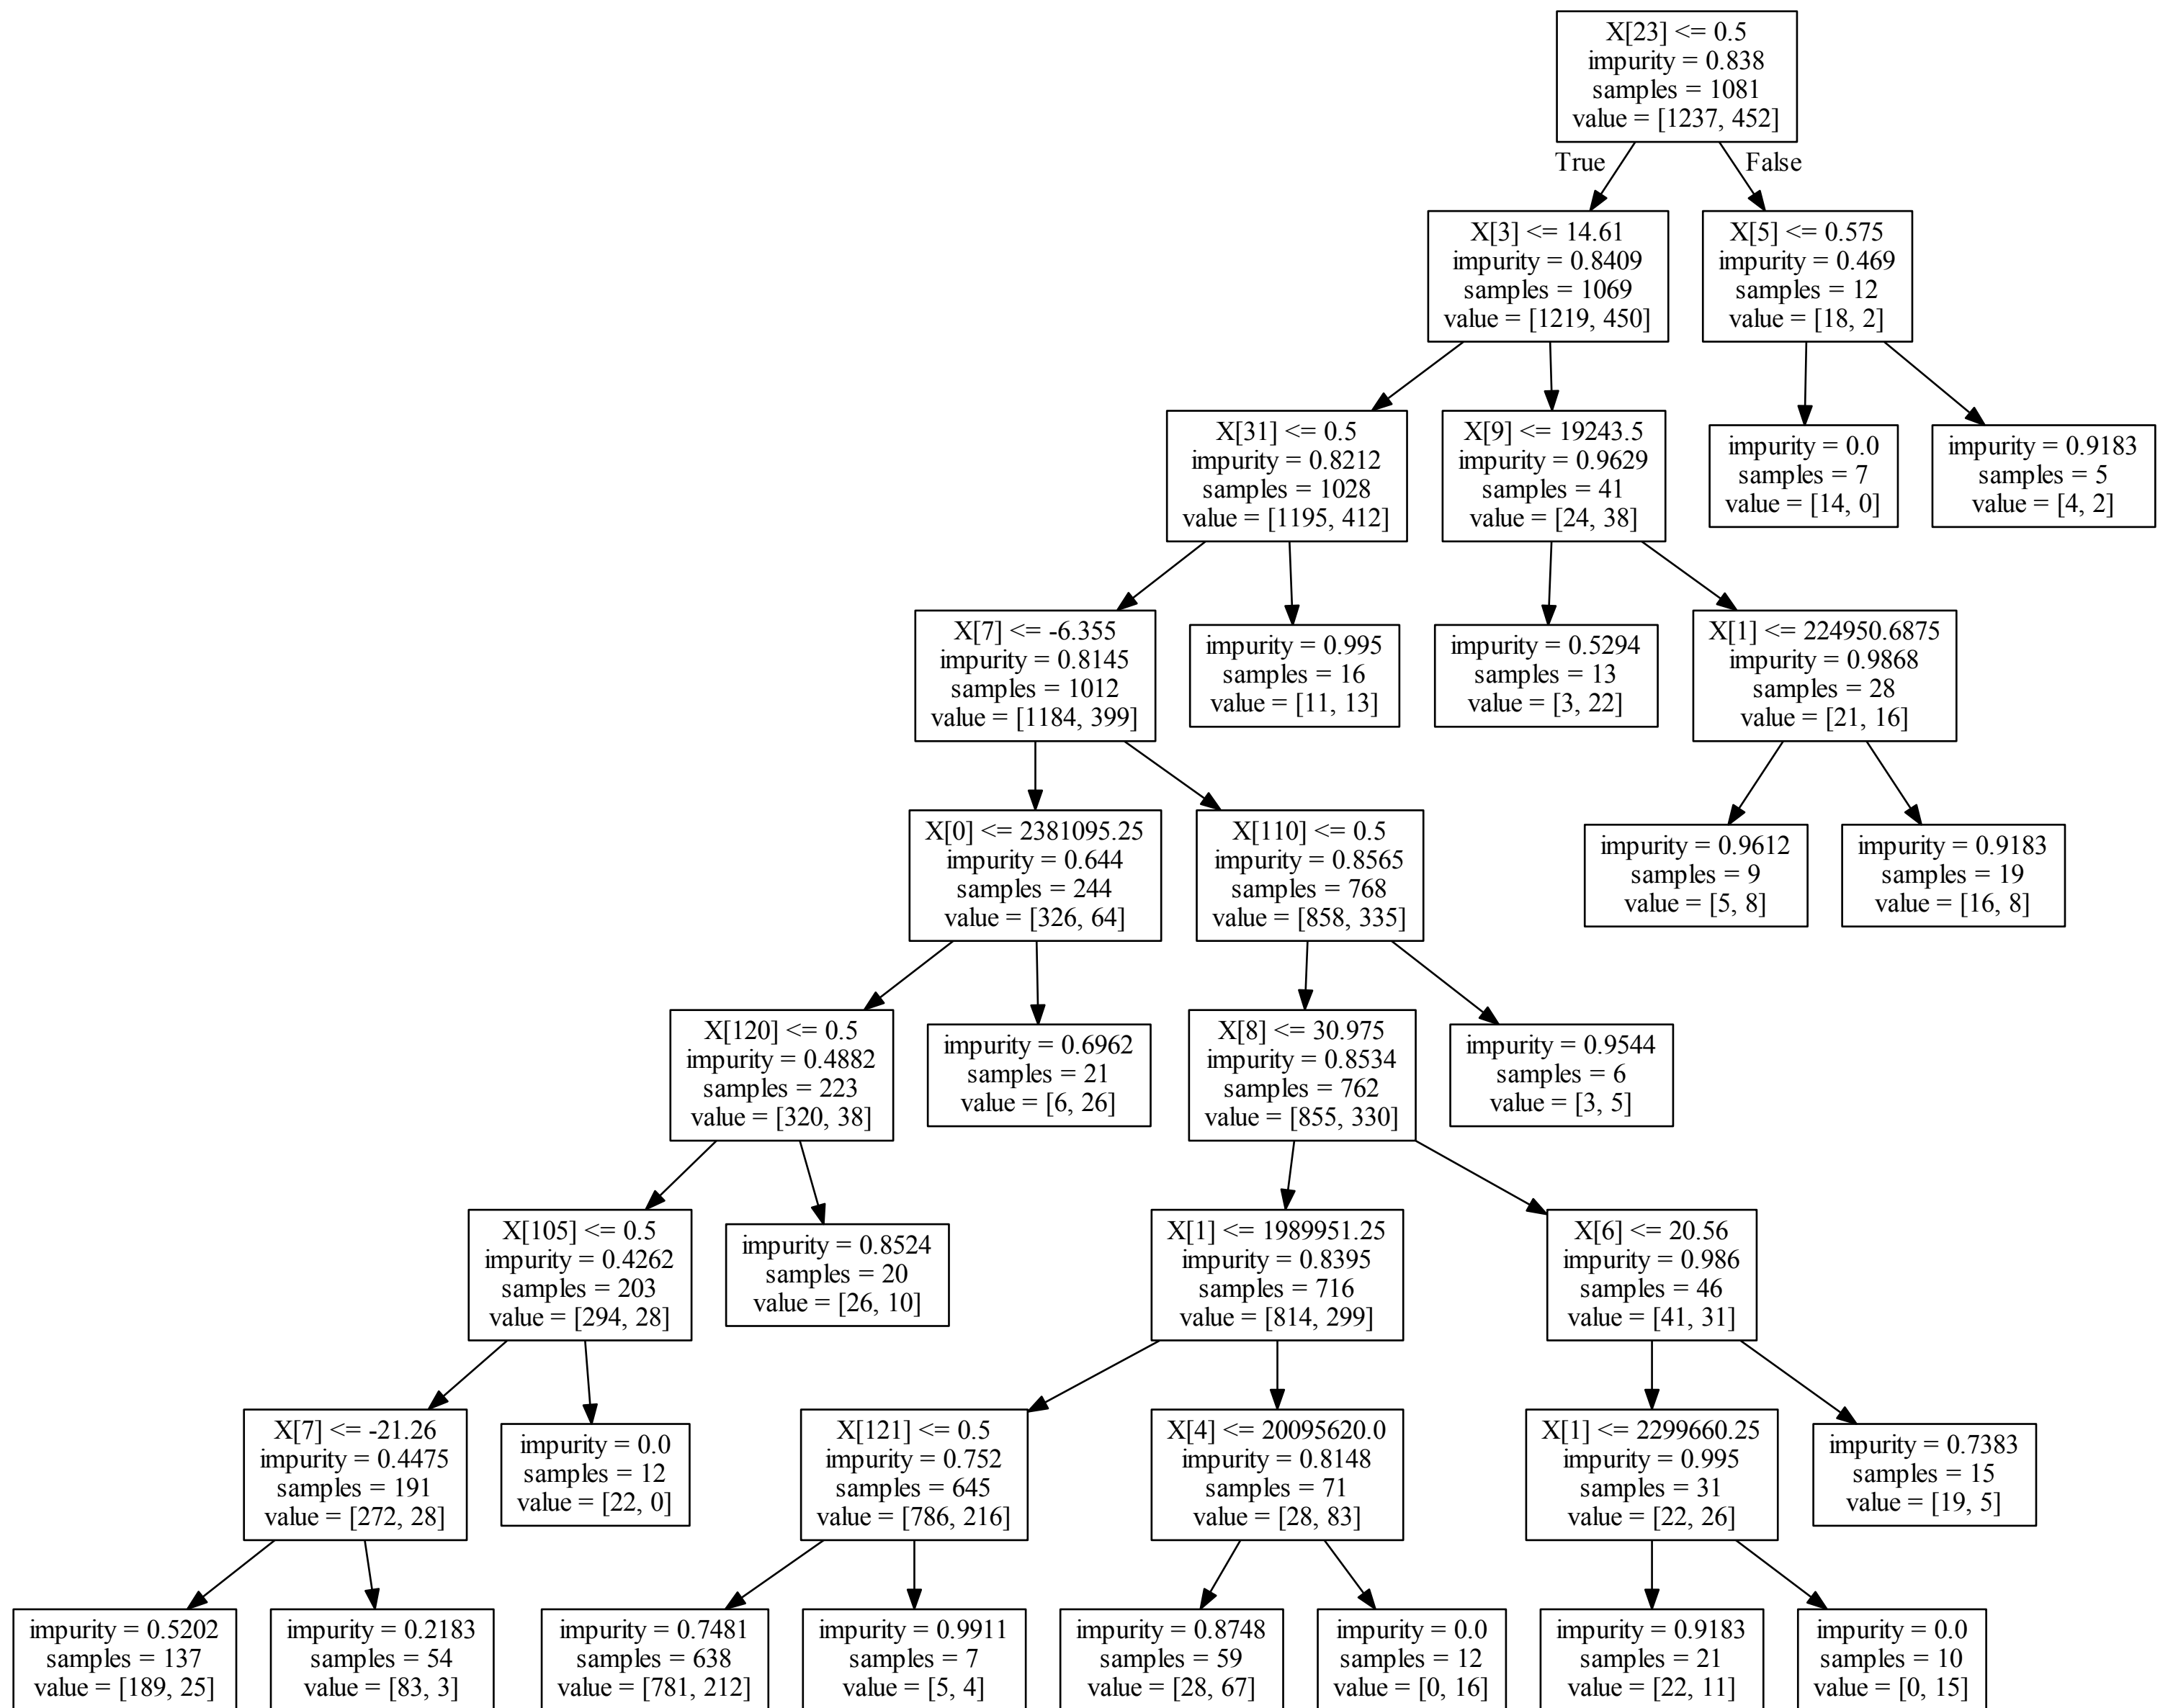 X[23] <= 0.5
impurity = 0.838
samples = 1081
value = [1237, 452]
True
False
X[3] <= 14.61
impurity = 0.8409
samples = 1069
value = [1219, 450]
X[5] <= 0.575
impurity = 0.469
samples = 12
value = [18, 2]
X[31] <= 0.5
impurity = 0.8212
samples = 1028
value = [1195, 412]
X[9] <= 19243.5
impurity = 0.9629
samples = 41
value = [24, 38]
impurity = 0.0
samples = 7
value = [14, 0]
impurity = 0.9183
samples = 5
value = [4, 2]
X[7] <= -6.355
impurity = 0.8145
samples = 1012
value = [1184, 399]
impurity = 0.995
samples = 16
value = [11, 13]
impurity = 0.5294
samples = 13
value = [3, 22]
X[1] <= 224950.6875
impurity = 0.9868
samples = 28
value = [21, 16]
X[0] <= 2381095.25
impurity = 0.644
samples = 244
value = [326, 64]
X[110] <= 0.5
impurity = 0.8565
samples = 768
value = [858, 335]
impurity = 0.9612
samples = 9
value = [5, 8]
impurity = 0.9183
samples = 19
value = [16, 8]
X[120] <= 0.5
impurity = 0.4882
samples = 223
value = [320, 38]
impurity = 0.6962
samples = 21
value = [6, 26]
X[8] <= 30.975
impurity = 0.8534
samples = 762
value = [855, 330]
impurity = 0.9544
samples = 6
value = [3, 5]
X[105] <= 0.5
impurity = 0.4262
samples = 203
value = [294, 28]
impurity = 0.8524
samples = 20
value = [26, 10]
X[1] <= 1989951.25
impurity = 0.8395
samples = 716
value = [814, 299]
X[6] <= 20.56
impurity = 0.986
samples = 46
value = [41, 31]
X[7] <= -21.26
impurity = 0.4475
samples = 191
value = [272, 28]
impurity = 0.0
samples = 12
value = [22, 0]
X[121] <= 0.5
impurity = 0.752
samples = 645
value = [786, 216]
X[4] <= 20095620.0
impurity = 0.8148
samples = 71
value = [28, 83]
X[1] <= 2299660.25
impurity = 0.995
samples = 31
value = [22, 26]
impurity = 0.7383
samples = 15
value = [19, 5]
impurity = 0.5202
samples = 137
value = [189, 25]
impurity = 0.2183
samples = 54
value = [83, 3]
impurity = 0.7481
samples = 638
value = [781, 212]
impurity = 0.9911
samples = 7
value = [5, 4]
impurity = 0.8748
samples = 59
value = [28, 67]
impurity = 0.0
samples = 12
value = [0, 16]
impurity = 0.9183
samples = 21
value = [22, 11]
impurity = 0.0
samples = 10
value = [0, 15]